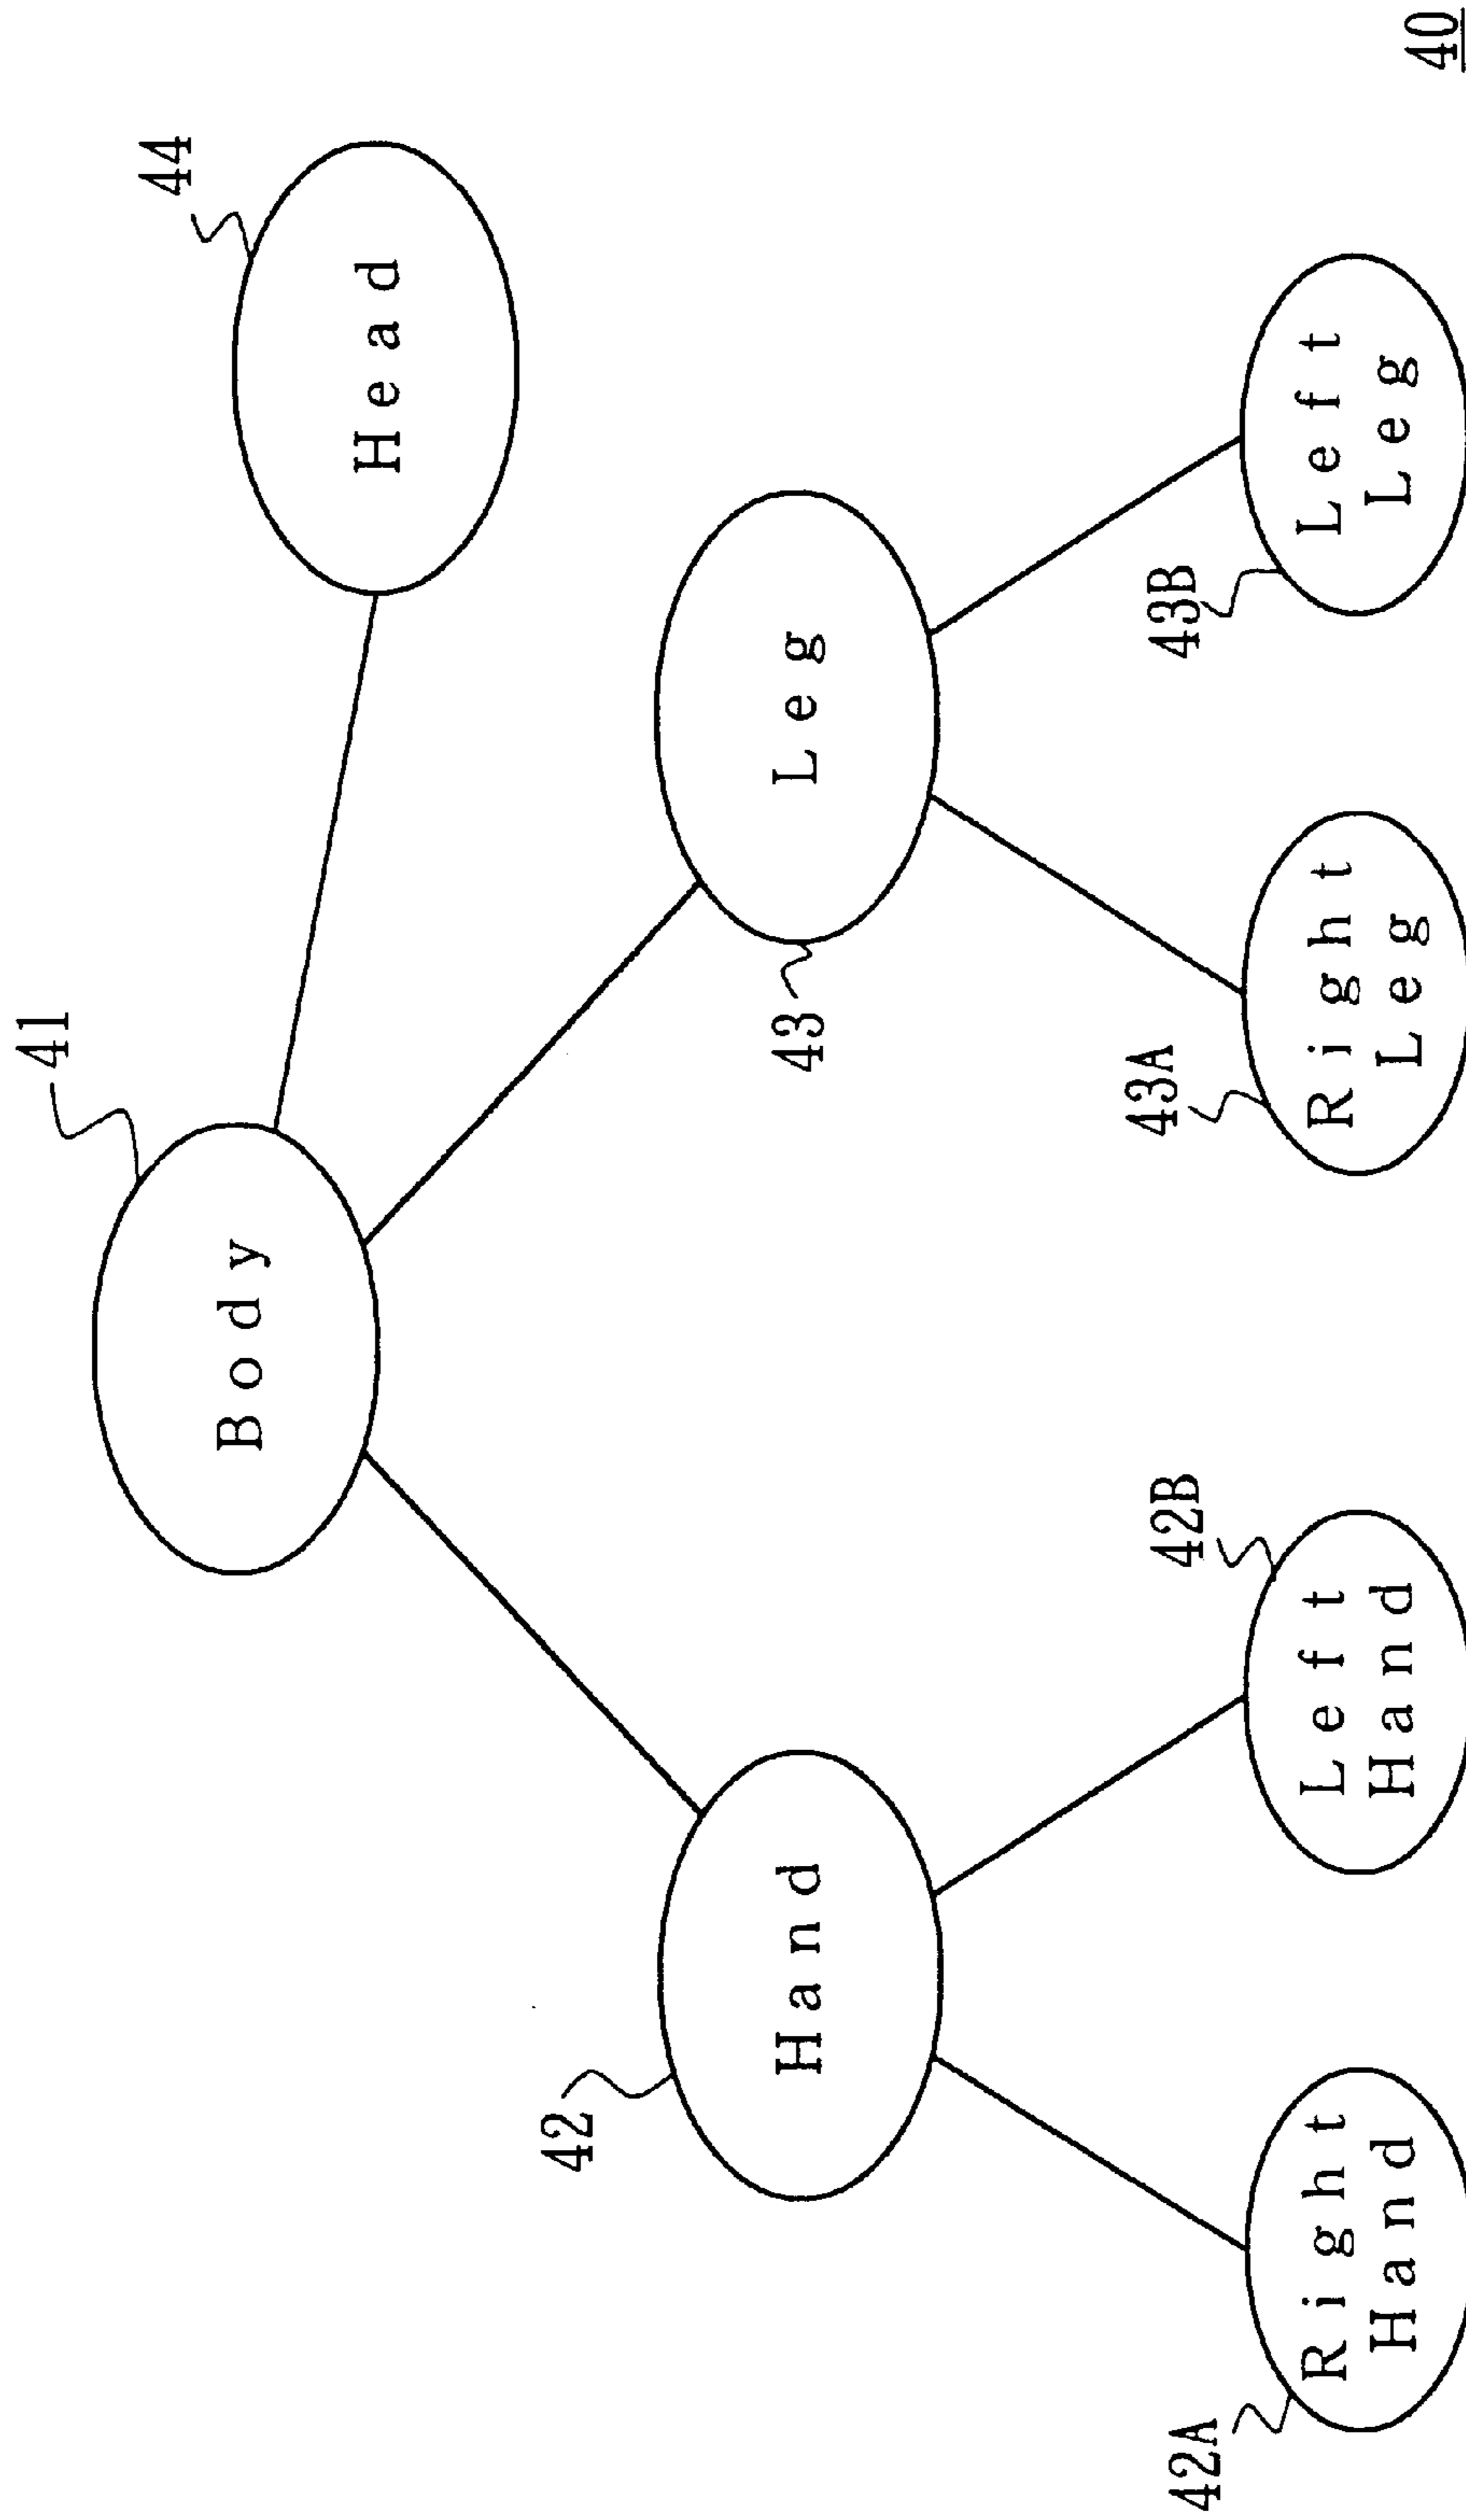 41
Body
44
Head
42
Hand
43
Leg
42A
Right
Hand
42B
Left
Hand
43A
Right
Leg
43B
Left
Leg
40